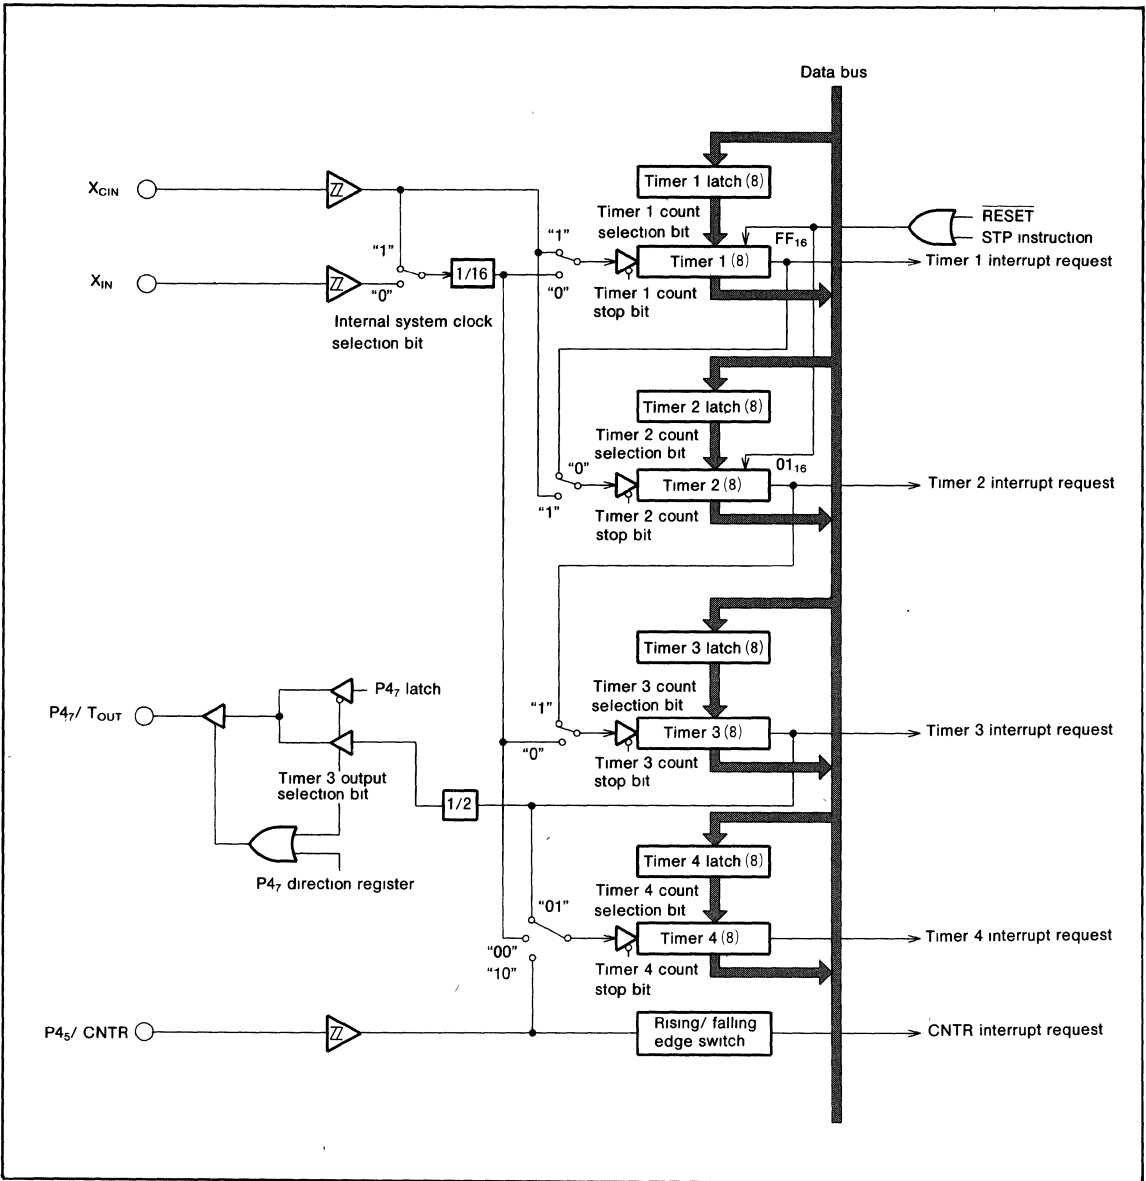 Data bus
X_CIN
Timer 1 latch (8)
Timer 1 count
selection bit
"1"
FF₁₆
RESET
STP instruction
"1"
1/16
Timer 1 (8)
Timer 1 interrupt request
X_IN
"0"
"0"
Timer 1 count
stop bit
Internal system clock
selection bit
Timer 2 latch (8)
Timer 2 count
selection bit
"0"
01₁₆
Timer 2 (8)
Timer 2 interrupt request
"1"
Timer 2 count
stop bit
Timer 3 latch (8)
P4₇ latch
Timer 3 count
selection bit
P4₇/ T_OUT
"1"
Timer 3 (8)
Timer 3 interrupt request
"0"
Timer 3 count
stop bit
Timer 3 output
selection bit
1/2
Timer 4 latch (8)
P4₇ direction register
Timer 4 count
selection bit
"01"
Timer 4 (8)
Timer 4 interrupt request
"00"
"10"
Timer 4 count
stop bit
P4₅/ CNTR
Rising/ falling
edge switch
CNTR interrupt request